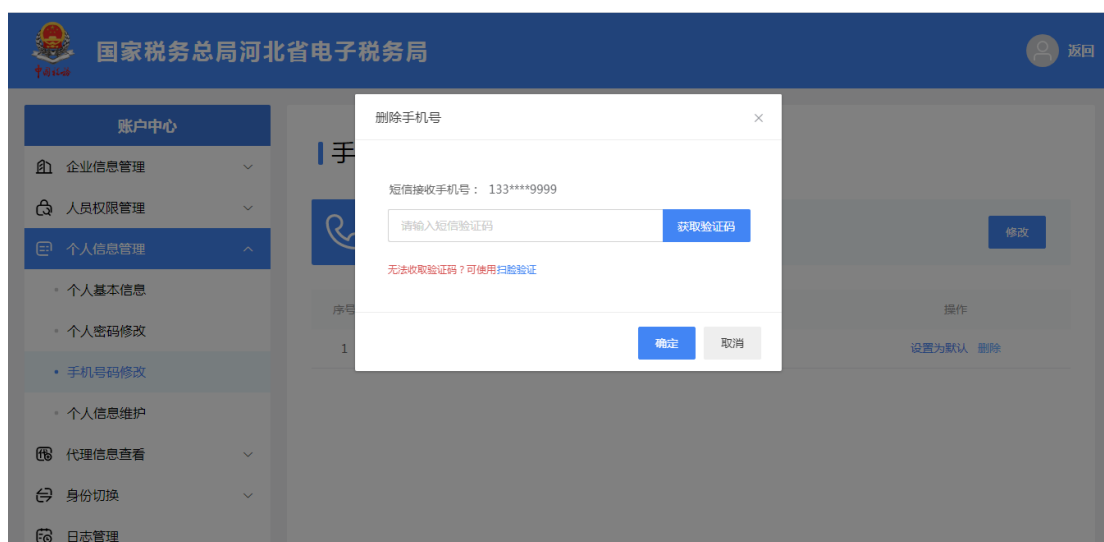 国家税务总局河北省电子税务局
返回
账户中心
企业信息管理
人员权限管理
个人信息管理
个人基本信息
个人密码修改
手机号码修改
个人信息维护
代理信息查看
身份切换
日志管理
手
修改
序号
操作
1
设置为默认 删除
删除手机号
短信接收手机号： 133****9999
请输入短信验证码
获取验证码
无法收取验证码？可使用扫脸验证
确定
取消